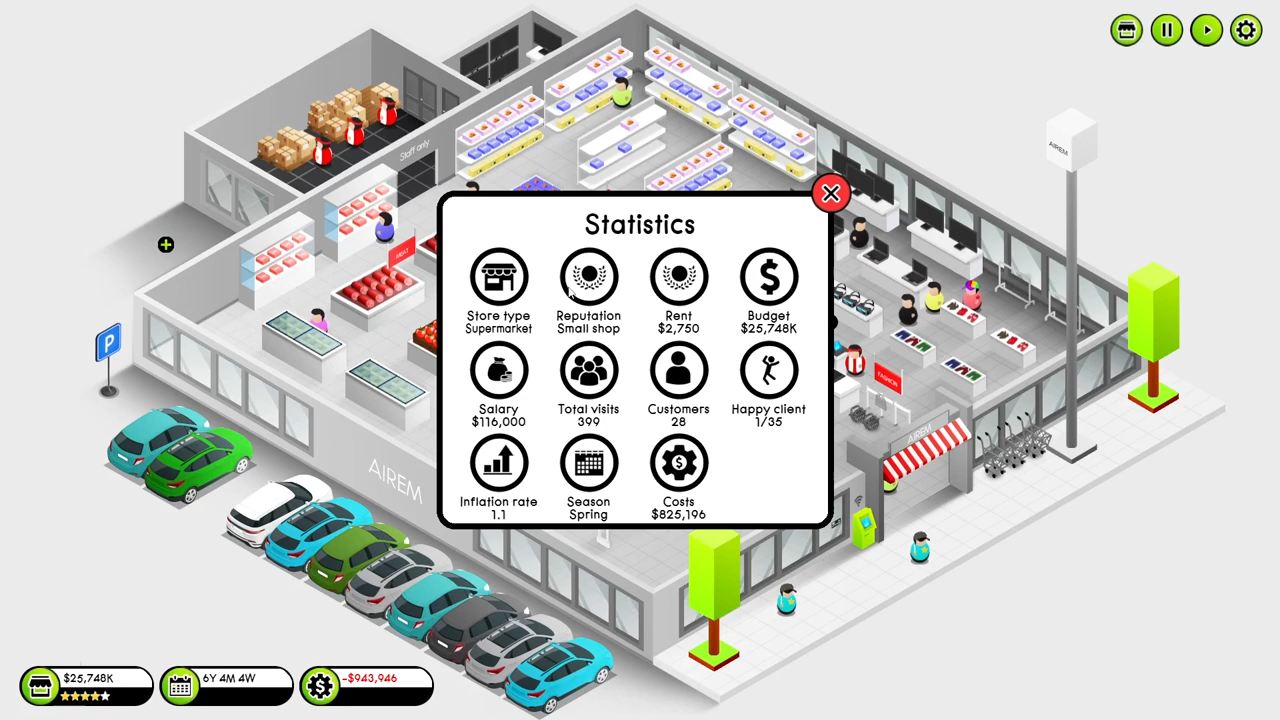 Staff only
MEAT
AIREM
P
Statistics
Store type
Supermarket
Reputation
Small shop
Rent
$2,750
Budget
$25,748K
Salary
$116,000
Total visits
399
Customers
28
Happy client
1/35
Inflation rate
1.1
Season
Spring
Costs
$825,196
FASHION
AIREM
AIREM
$25,748K
6Y 4M 4W
-$943,946